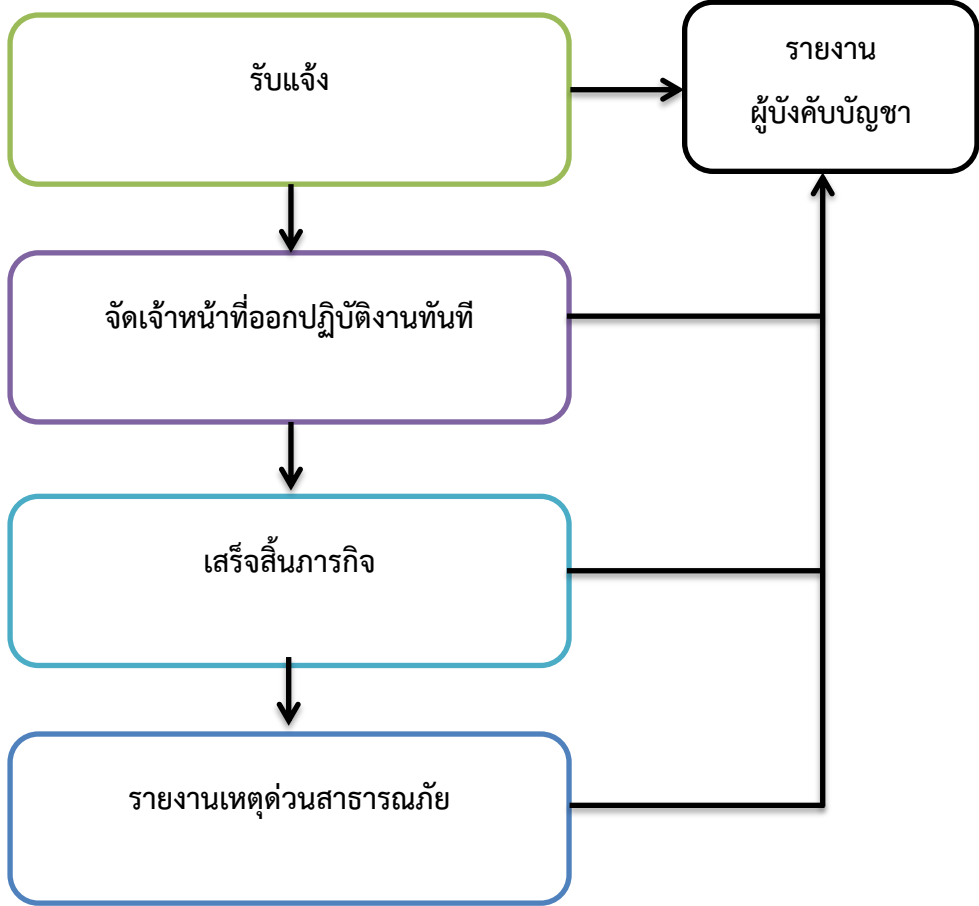 รับแจ้ง
รายงาน
ผู้บังคับบัญชา
จัดเจ้าหน้าที่ออกปฏิบัติงานทันที
เสร็จสิ้นภารกิจ
รายงานเหตุด่วนสาธารณภัย